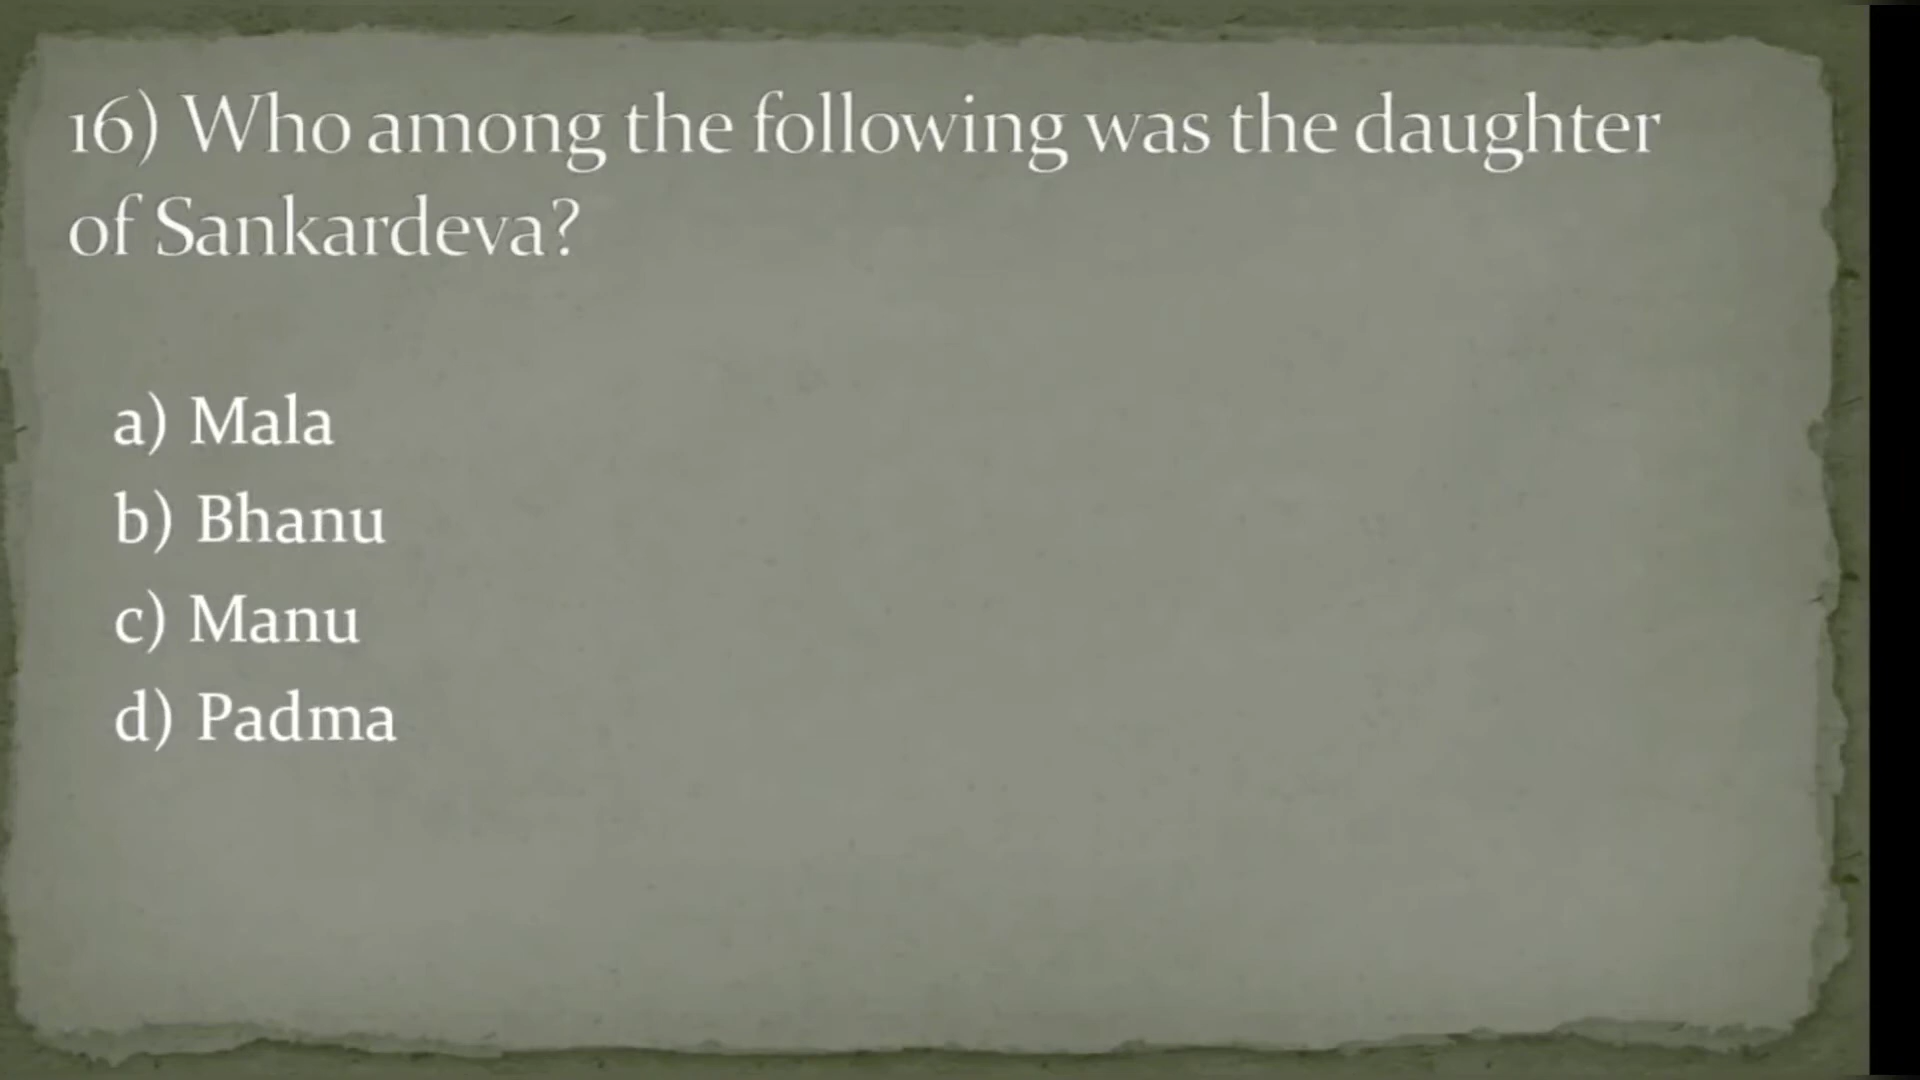 16) Who among the following was the daughter
of Sankardeva?
a) Mala
b) Bhanu
c) Manu
d) Padma